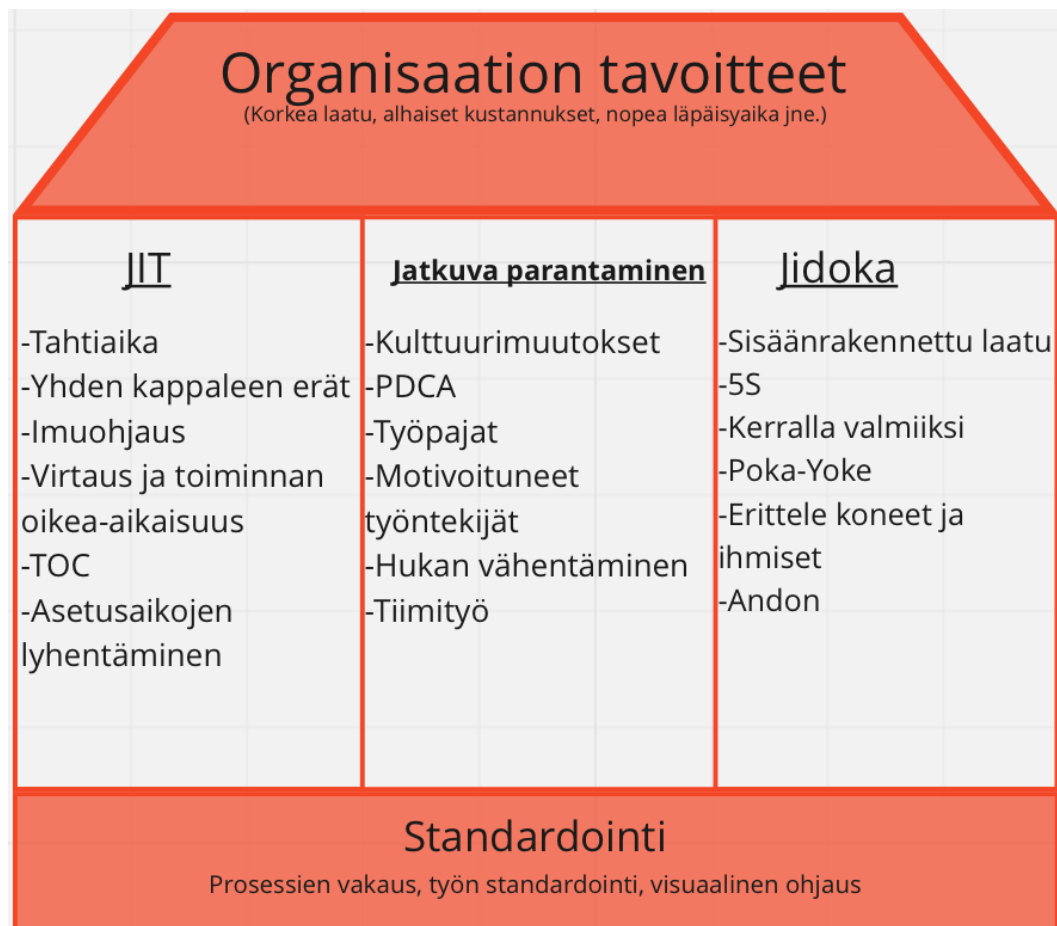 Organisaation tavoitteet
(Korkea laatu, alhaiset kustannukset, nopea läpäisyaika jne.)
JIT
-Tahtiaika
-Yhden kappaleen erät
-Imuohjaus
-Virtaus ja toiminnan
oikea-aikaisuus
-TOC
-Asetusaikojen
lyhentäminen
Jatkuva parantaminen
-Kulttuurimuutokset
-PDCA
-Työpajat
-Motivoituneet
työntekijät
-Hukan vähentäminen
-Tiimityö
Jidoka
-Sisäänrakennettu laatu
-5S
-Kerralla valmiiksi
-Poka-Yoke
-Erittele koneet ja
ihmiset
-Andon
Standardointi
Prosessien vakaus, työn standardointi, visuaalinen ohjaus